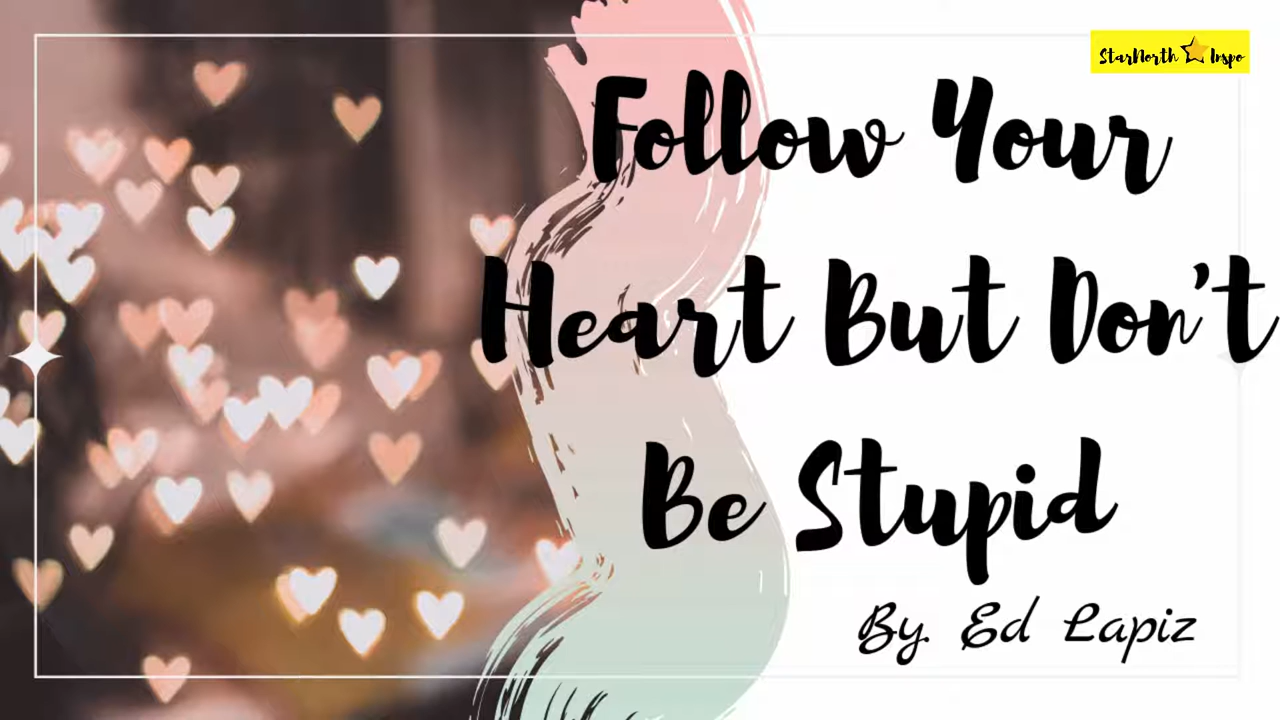 StarNorth Inspo
Follow Your
Heart But Don't
Be Stupid
By. Ed Lapiz